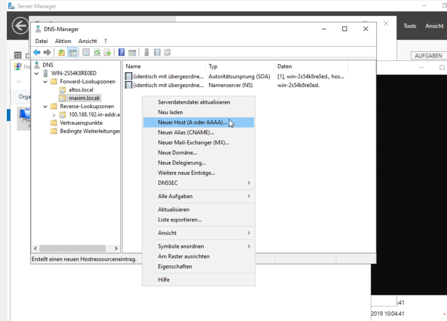 Server-Manager
Tools Ansicht
AUFGABEN
DNS-Manager
Datei Aktion Ansicht ?
DNS
WIN-2S54K8RE0ED
Forward-Lookupzonen
altos.local
maxim.locak
Reverse-Lookupzonen
100.168.192.in-addr.a
Vertrauenspunkte
Bedingte Weiterleitungen
Name Typ Daten
(identisch mit übergeordne... Autoritätsursprung (SOA) [1], win-2s54k8re0ed., hos...
(identisch mit übergeordne... Namenserver (NS) win-2s54k8re0ed.
Serverdatendatei aktualisieren
Neu laden
Neuer Host (A oder AAAA)...
Neuer Alias (CNAME)...
Neuer Mail-Exchanger (MX)...
Neue Domäne...
Neue Delegierung...
Weitere neue Einträge...
DNSSEC
Alle Aufgaben
Aktualisieren
Liste exportieren...
Ansicht
Symbole anordnen
Am Raster ausrichten
Eigenschaften
Hilfe
Erstellt einen neuen Hostressourceneintrag.
Orga
:41
2019 10:04:41